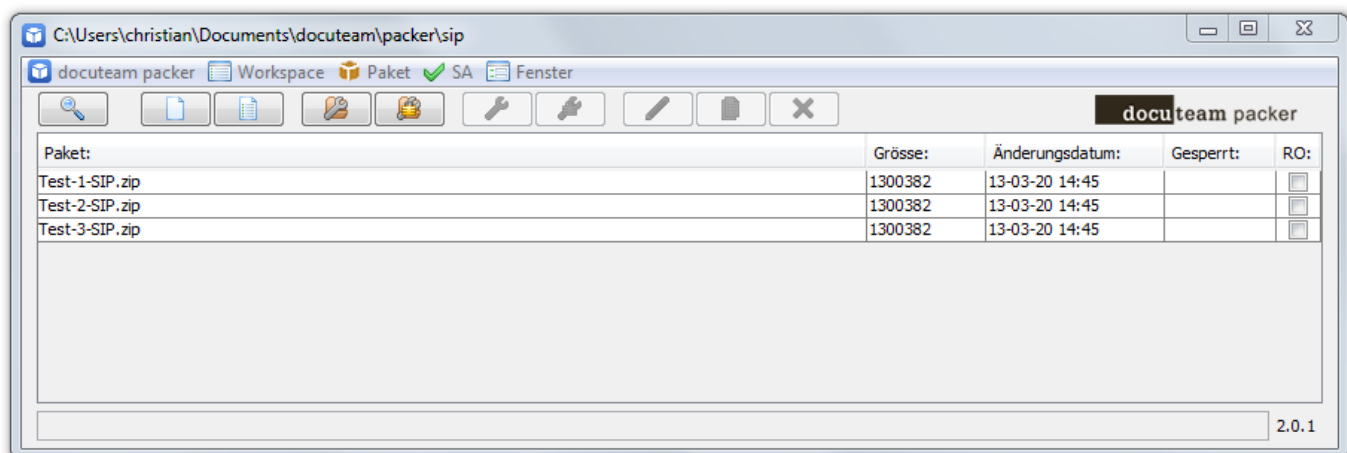 C:\Users\christian\Documents\docuteam\packer\sip
docuteam packer Workspace Paket SA Fenster
docuteam packer
Paket: Grösse: Änderungsdatum: Gesperrt: RO:
Test-1-SIP.zip 1300382 13-03-20 14:45
Test-2-SIP.zip 1300382 13-03-20 14:45
Test-3-SIP.zip 1300382 13-03-20 14:45
2.0.1